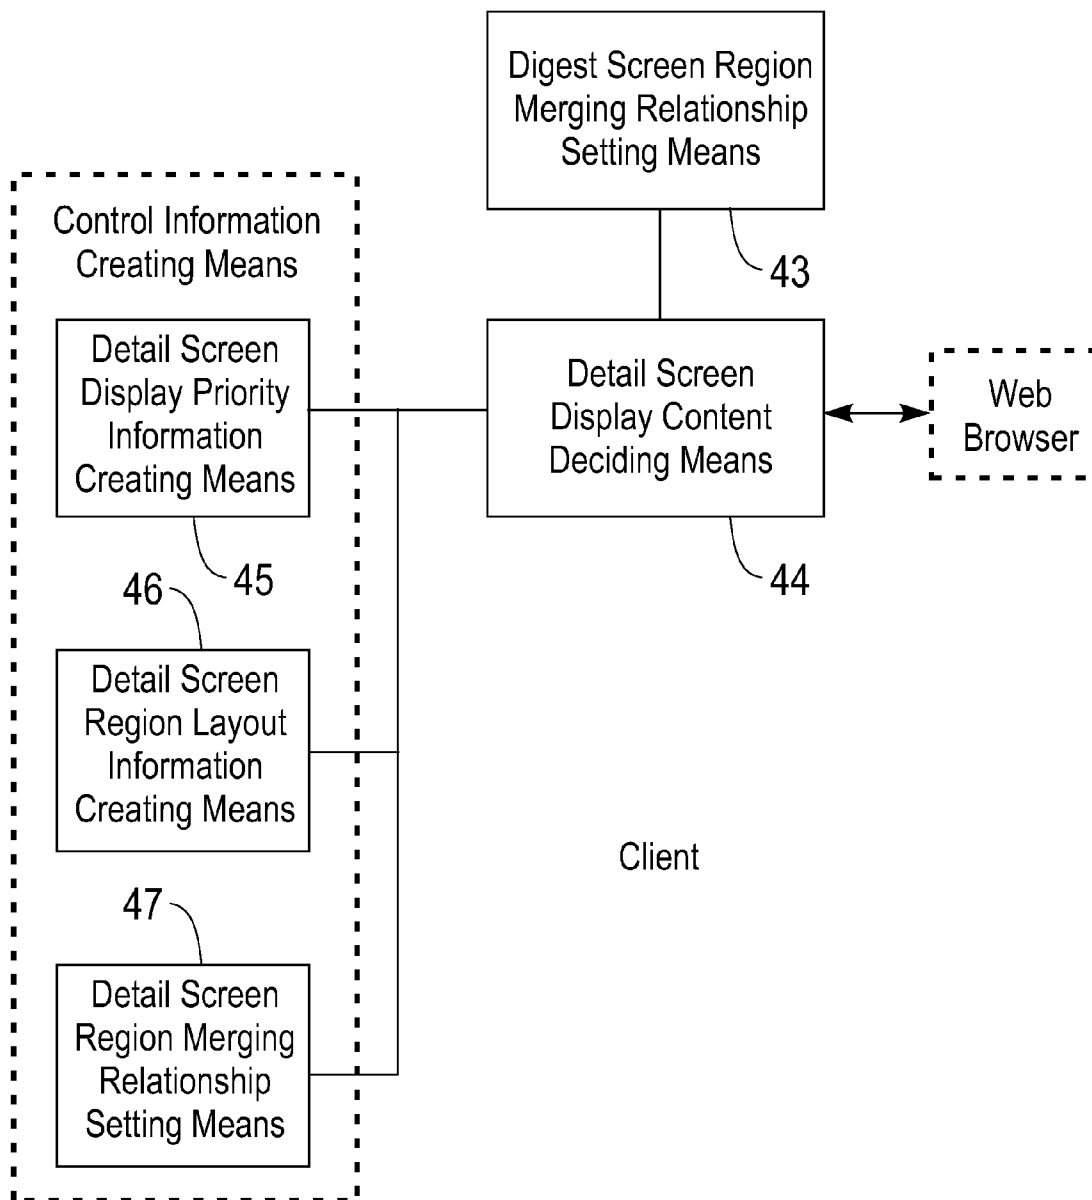 Digest Screen Region
Merging Relationship
Setting Means
43
Control Information
Creating Means
Detail Screen
Display Priority
Information
Creating Means
45
Detail Screen
Display Content
Deciding Means
44
Web
Browser
46
Detail Screen
Region Layout
Information
Creating Means
Client
47
Detail Screen
Region Merging
Relationship
Setting Means